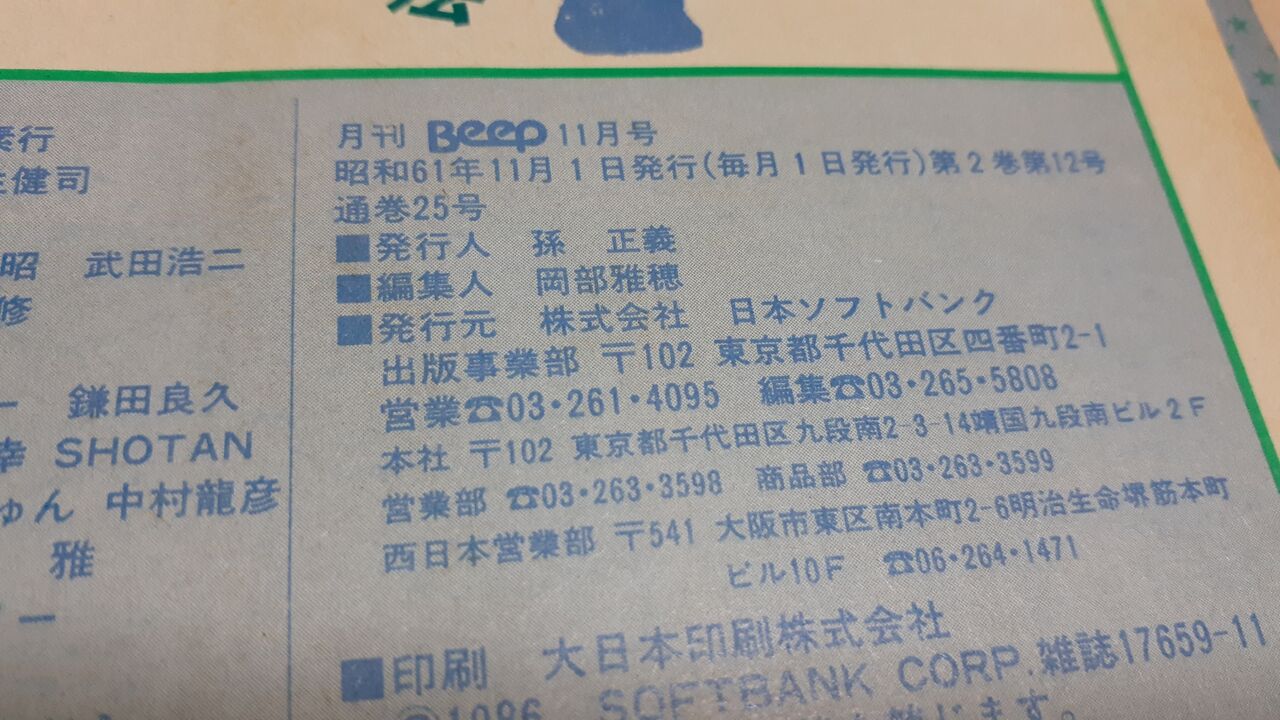 素行
健司
昭　武田浩二
修
鎌田良久
幸 SHOTAN
ゅん 中村龍彦
雅
月刊 Beep 11月号
昭和61年11月1日発行(毎月1日発行)第2巻第12号
通巻25号
■発行人　孫　正義
■編集人　岡部雅穂
■発行元　株式会社　日本ソフトバンク
出版事業部 〒102 東京都千代田区四番町2-1
営業☎03・261・4095　編集☎03・265・5808
本社 〒102 東京都千代田区九段南2-3-14靖国九段南ビル2F
営業部 ☎03・263・3598　商品部 ☎03・263・3599
西日本営業部 〒541 大阪市東区南本町2-6明治生命堺筋本町
ビル10F　☎06・264・1471
■印刷　大日本印刷株式会社
©1986 SOFTBANK CORP.雑誌17659-11